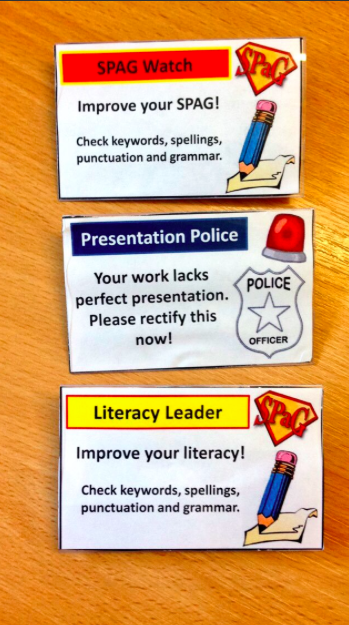 SPAG Watch
SPaG
Improve your SPAG!
Check keywords, spellings,
punctuation and grammar.
Presentation Police
Your work lacks
perfect presentation.
Please rectify this
now!
POLICE
OFFICER
Literacy Leader
SPaG
Improve your literacy!
Check keywords, spellings,
punctuation and grammar.